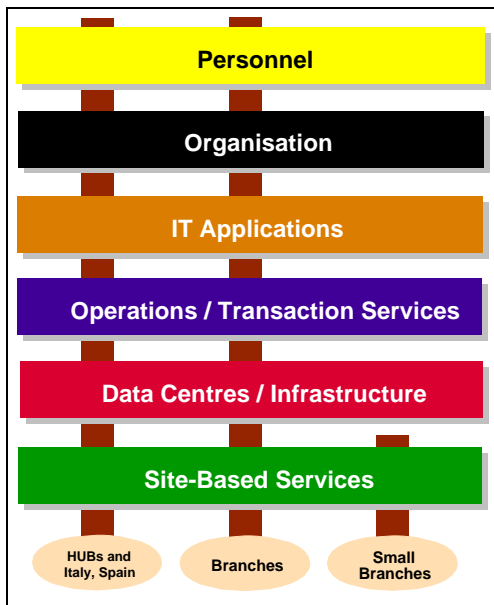 Personnel
Organisation
IT Applications
Operations / Transaction Services
Data Centres / Infrastructure
Site-Based Services
HUBs and
Italy, Spain
Branches
Small
Branches